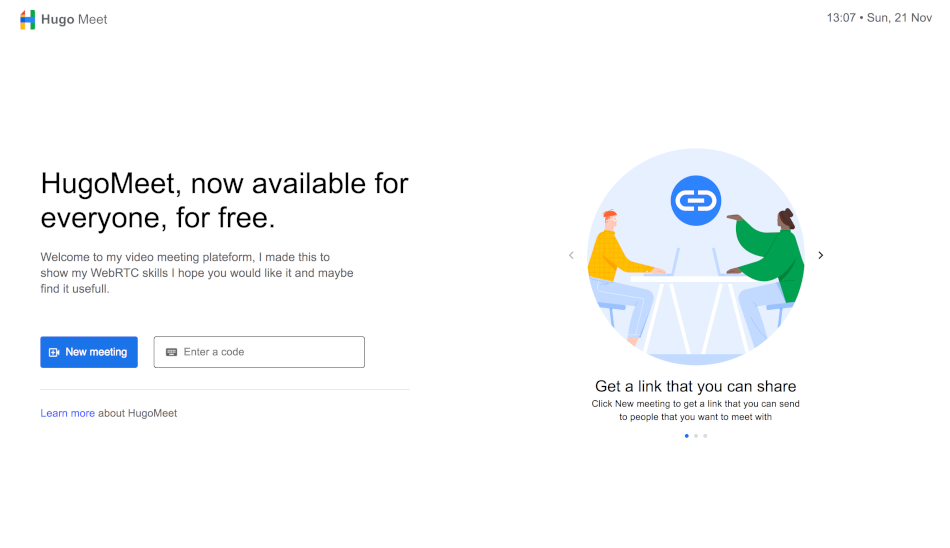 Hugo Meet
13:07 • Sun, 21 Nov
HugoMeet, now available for
everyone, for free.
Welcome to my video meeting plateform, I made this to
show my WebRTC skills I hope you would like it and maybe
find it usefull.
New meeting
Enter a code
Learn more about HugoMeet
Get a link that you can share
Click New meeting to get a link that you can send
to people that you want to meet with